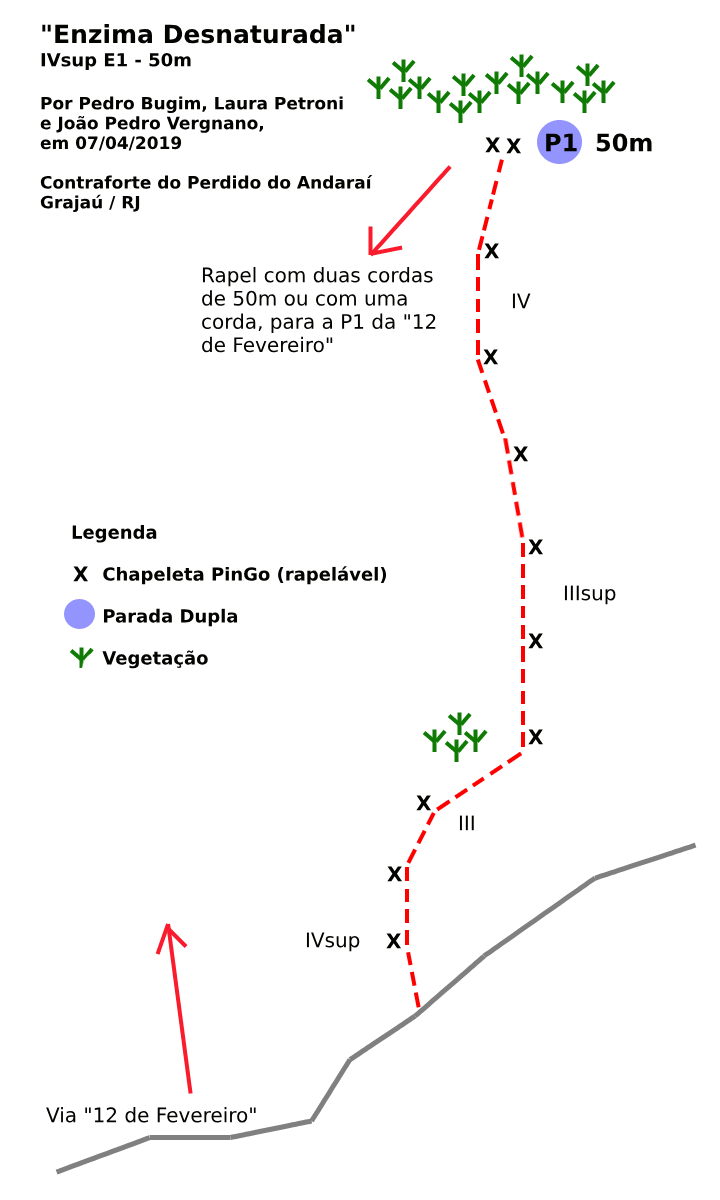 "Enzima Desnaturada"
IVsup E1 - 50m
Por Pedro Bugim, Laura Petroni
e João Pedro Vergnano,
em 07/04/2019
Contraforte do Perdido do Andaraí
Grajaú / RJ
X X P1 50m
X
Rapel com duas cordas
de 50m ou com uma
corda, para a P1 da "12
de Fevereiro"
IV
X
X
Legenda
X Chapeleta PinGo (rapelável)
Parada Dupla
Vegetação
X
IIIsup
X
X
X
III
X
IVsup X
Via "12 de Fevereiro"